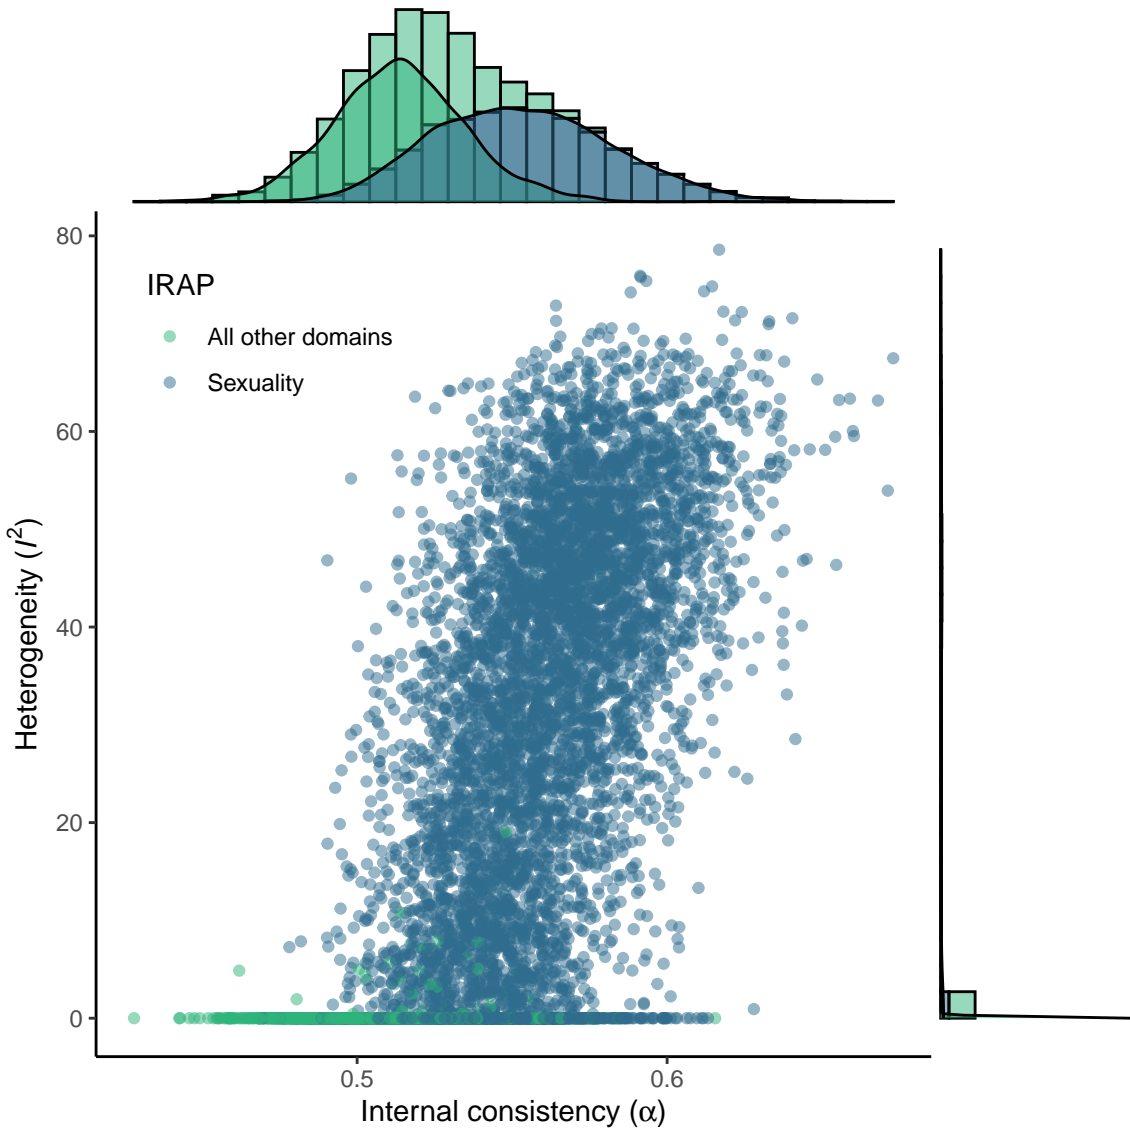 80
60
40
20
0
Heterogeneity (I²)
IRAP
All other domains
Sexuality
0.5
0.6
Internal consistency (α)